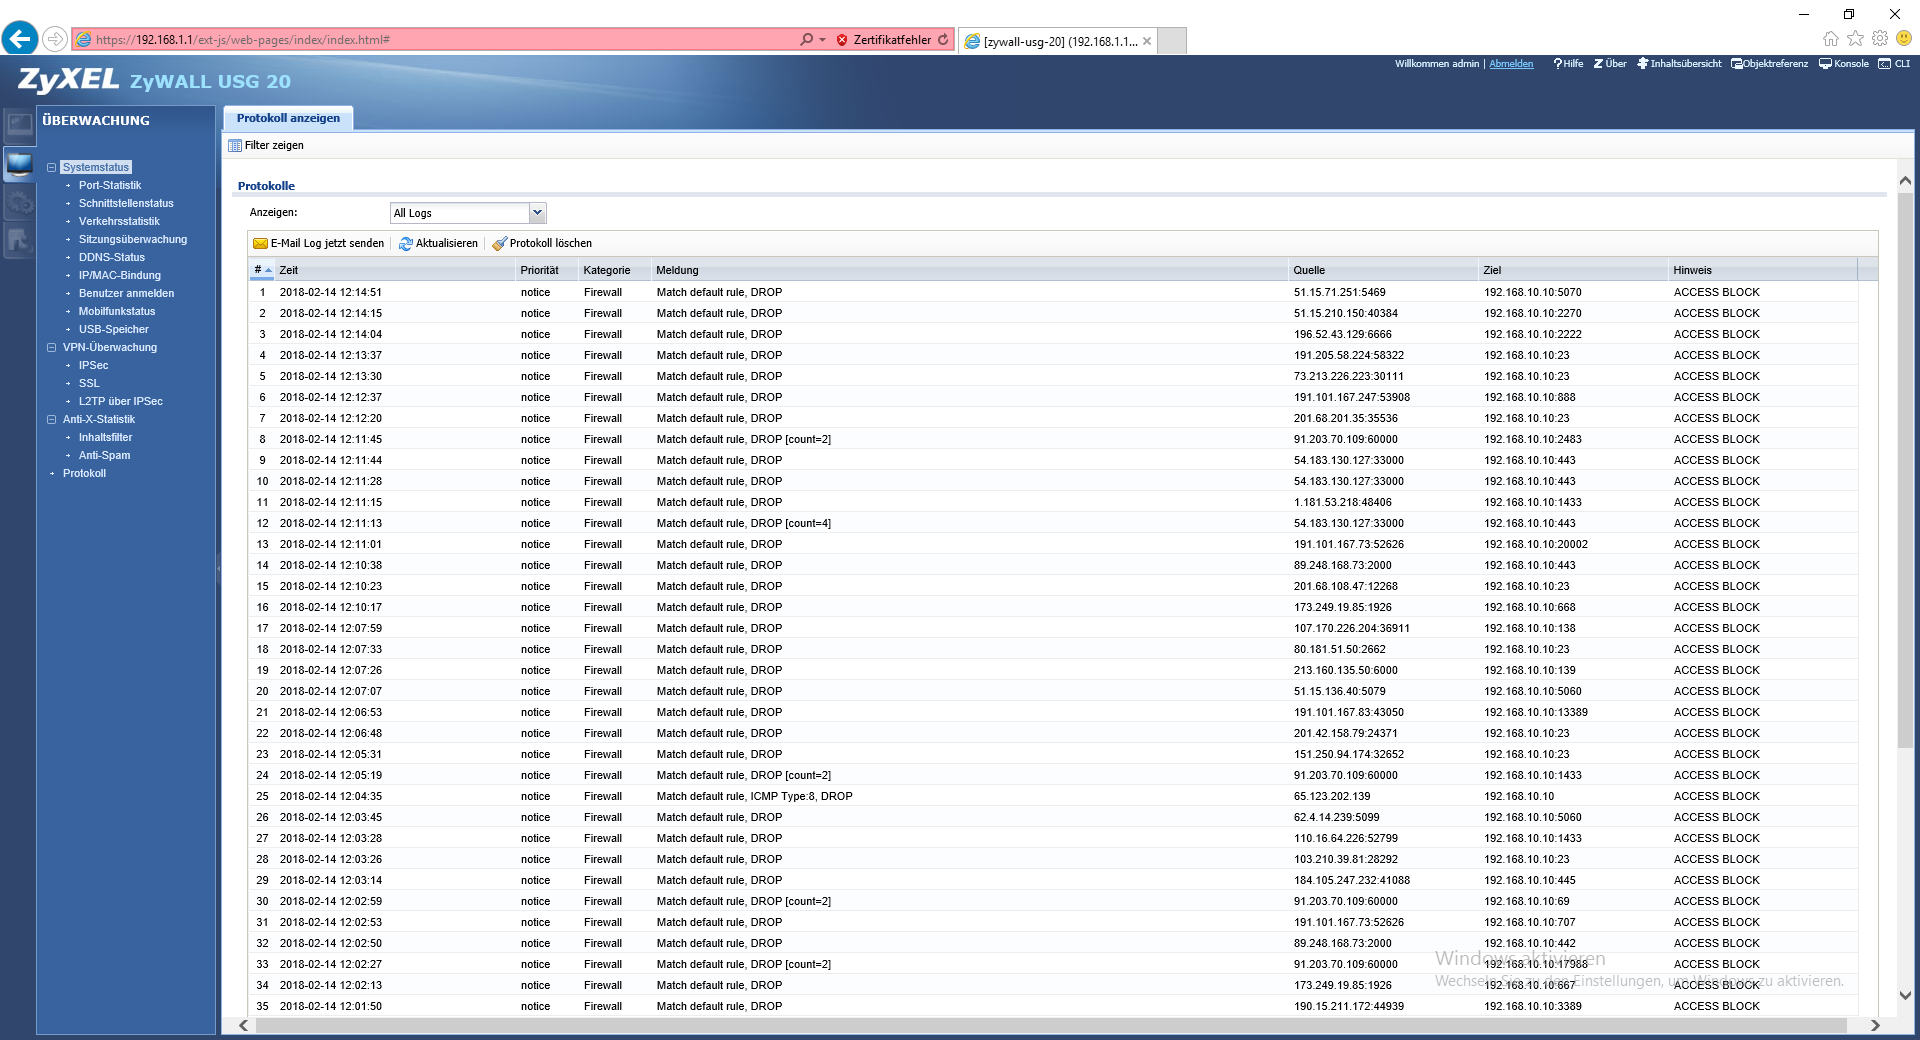 https://192.168.1.1/ext-js/web-pages/index/index.html# Zertifikatfehler [zywall-usg-20] (192.168.1.1...
ZyXEL ZyWALL USG 20
Willkommen admin | Abmelden ?Hilfe Z Über Inhaltsübersicht Objektreferenz Konsole CLI
ÜBERWACHUNG
Systemstatus
Port-Statistik
Schnittstellenstatus
Verkehrsstatistik
Sitzungsüberwachung
DDNS-Status
IP/MAC-Bindung
Benutzer anmelden
Mobilfunkstatus
USB-Speicher
VPN-Überwachung
IPSec
SSL
L2TP über IPSec
Anti-X-Statistik
Inhaltsfilter
Anti-Spam
Protokoll
Protokoll anzeigen
Filter zeigen
Protokolle
Anzeigen: All Logs
E-Mail Log jetzt senden Aktualisieren Protokoll löschen
# Zeit Priorität Kategorie Meldung Quelle Ziel Hinweis
1 2018-02-14 12:14:51 notice Firewall Match default rule, DROP 51.15.71.251:5469 192.168.10.10:5070 ACCESS BLOCK
2 2018-02-14 12:14:15 notice Firewall Match default rule, DROP 51.15.210.150:40384 192.168.10.10:2270 ACCESS BLOCK
3 2018-02-14 12:14:04 notice Firewall Match default rule, DROP 196.52.43.129:6666 192.168.10.10:2222 ACCESS BLOCK
4 2018-02-14 12:13:37 notice Firewall Match default rule, DROP 191.205.58.224:58322 192.168.10.10:23 ACCESS BLOCK
5 2018-02-14 12:13:30 notice Firewall Match default rule, DROP 73.213.226.223:30111 192.168.10.10:23 ACCESS BLOCK
6 2018-02-14 12:12:37 notice Firewall Match default rule, DROP 191.101.167.247:53908 192.168.10.10:888 ACCESS BLOCK
7 2018-02-14 12:12:20 notice Firewall Match default rule, DROP 201.68.201.35:35536 192.168.10.10:23 ACCESS BLOCK
8 2018-02-14 12:11:45 notice Firewall Match default rule, DROP [count=2] 91.203.70.109:60000 192.168.10.10:2483 ACCESS BLOCK
9 2018-02-14 12:11:44 notice Firewall Match default rule, DROP 54.183.130.127:33000 192.168.10.10:443 ACCESS BLOCK
10 2018-02-14 12:11:28 notice Firewall Match default rule, DROP 54.183.130.127:33000 192.168.10.10:443 ACCESS BLOCK
11 2018-02-14 12:11:15 notice Firewall Match default rule, DROP 1.181.53.218:48406 192.168.10.10:1433 ACCESS BLOCK
12 2018-02-14 12:11:13 notice Firewall Match default rule, DROP [count=4] 54.183.130.127:33000 192.168.10.10:443 ACCESS BLOCK
13 2018-02-14 12:11:01 notice Firewall Match default rule, DROP 191.101.167.73:52626 192.168.10.10:20002 ACCESS BLOCK
14 2018-02-14 12:10:38 notice Firewall Match default rule, DROP 89.248.168.73:2000 192.168.10.10:443 ACCESS BLOCK
15 2018-02-14 12:10:23 notice Firewall Match default rule, DROP 201.68.108.47:12268 192.168.10.10:23 ACCESS BLOCK
16 2018-02-14 12:10:17 notice Firewall Match default rule, DROP 173.249.19.85:1926 192.168.10.10:668 ACCESS BLOCK
17 2018-02-14 12:07:59 notice Firewall Match default rule, DROP 107.170.226.204:36911 192.168.10.10:138 ACCESS BLOCK
18 2018-02-14 12:07:33 notice Firewall Match default rule, DROP 80.181.51.50:2662 192.168.10.10:23 ACCESS BLOCK
19 2018-02-14 12:07:26 notice Firewall Match default rule, DROP 213.160.135.50:6000 192.168.10.10:139 ACCESS BLOCK
20 2018-02-14 12:07:07 notice Firewall Match default rule, DROP 51.15.136.40:5079 192.168.10.10:5060 ACCESS BLOCK
21 2018-02-14 12:06:53 notice Firewall Match default rule, DROP 191.101.167.83:43050 192.168.10.10:13389 ACCESS BLOCK
22 2018-02-14 12:06:48 notice Firewall Match default rule, DROP 201.42.158.79:24371 192.168.10.10:23 ACCESS BLOCK
23 2018-02-14 12:05:31 notice Firewall Match default rule, DROP 151.250.94.174:32652 192.168.10.10:23 ACCESS BLOCK
24 2018-02-14 12:05:19 notice Firewall Match default rule, DROP [count=2] 91.203.70.109:60000 192.168.10.10:1433 ACCESS BLOCK
25 2018-02-14 12:04:35 notice Firewall Match default rule, ICMP Type:8, DROP 65.123.202.139 192.168.10.10 ACCESS BLOCK
26 2018-02-14 12:03:45 notice Firewall Match default rule, DROP 62.4.14.239:5099 192.168.10.10:5060 ACCESS BLOCK
27 2018-02-14 12:03:28 notice Firewall Match default rule, DROP 110.16.64.226:52799 192.168.10.10:1433 ACCESS BLOCK
28 2018-02-14 12:03:26 notice Firewall Match default rule, DROP 103.210.39.81:28292 192.168.10.10:23 ACCESS BLOCK
29 2018-02-14 12:03:14 notice Firewall Match default rule, DROP 184.105.247.232:41088 192.168.10.10:445 ACCESS BLOCK
30 2018-02-14 12:02:59 notice Firewall Match default rule, DROP [count=2] 91.203.70.109:60000 192.168.10.10:69 ACCESS BLOCK
31 2018-02-14 12:02:53 notice Firewall Match default rule, DROP 191.101.167.73:52626 192.168.10.10:707 ACCESS BLOCK
32 2018-02-14 12:02:50 notice Firewall Match default rule, DROP 89.248.168.73:2000 192.168.10.10:442 ACCESS BLOCK
33 2018-02-14 12:02:27 notice Firewall Match default rule, DROP [count=2] 91.203.70.109:60000 192.168.10.10:17988 ACCESS BLOCK
34 2018-02-14 12:02:13 notice Firewall Match default rule, DROP 173.249.19.85:1926 192.168.10.10:667 ACCESS BLOCK
35 2018-02-14 12:01:50 notice Firewall Match default rule, DROP 190.15.211.172:44939 192.168.10.10:3389 ACCESS BLOCK
Windows aktivieren
Wechseln Sie zu den Einstellungen, um Windows zu aktivieren.